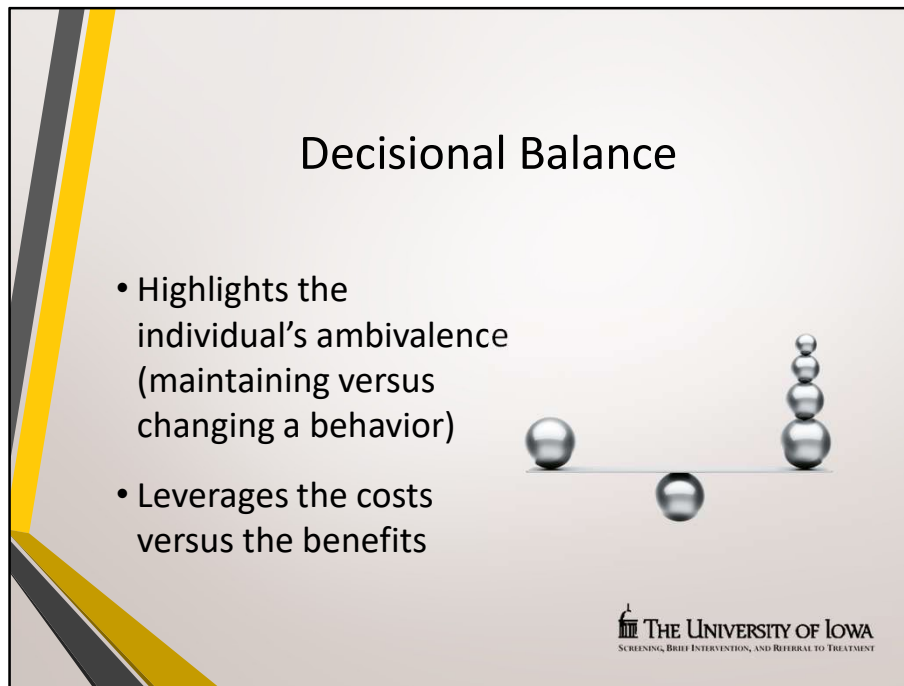 Decisional Balance
• Highlights the
individual’s ambivalence
(maintaining versus
changing a behavior)
• Leverages the costs
versus the benefits
THE UNIVERSITY OF IOWA
SCREENING, BRIEF INTERVENTION, AND REFERRAL TO TREATMENT